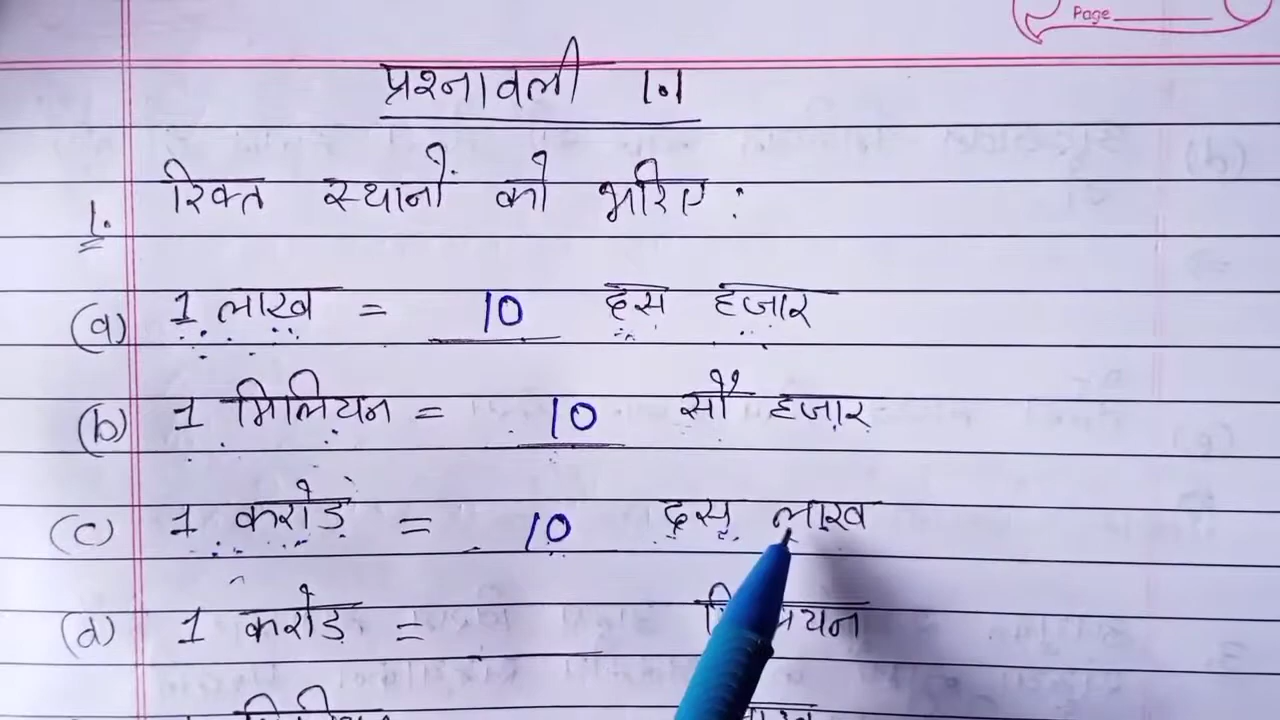 Page
प्रश्नावली 1.1
1. रिक्त स्थानों को भरिए :
(a) 1 लाख = 10 दस हजार
(b) 1 मिलियन = 10 सौ हजार
(c) 1 करोड़ = 10 दस लाख
(d) 1 करोड़ =